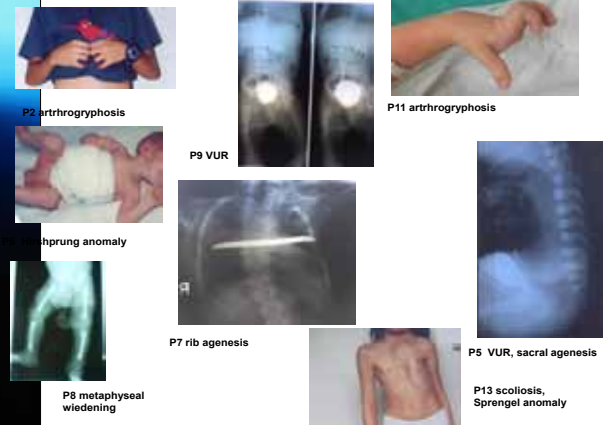 P2 artrhrogryphosis
P11 artrhrogryphosis
P9 VUR
anomaly
P7 rib agenesis
P5 VUR, sacral agenesis
P8 metaphyseal
wiedening
P13 scoliosis,
Sprengel anomaly